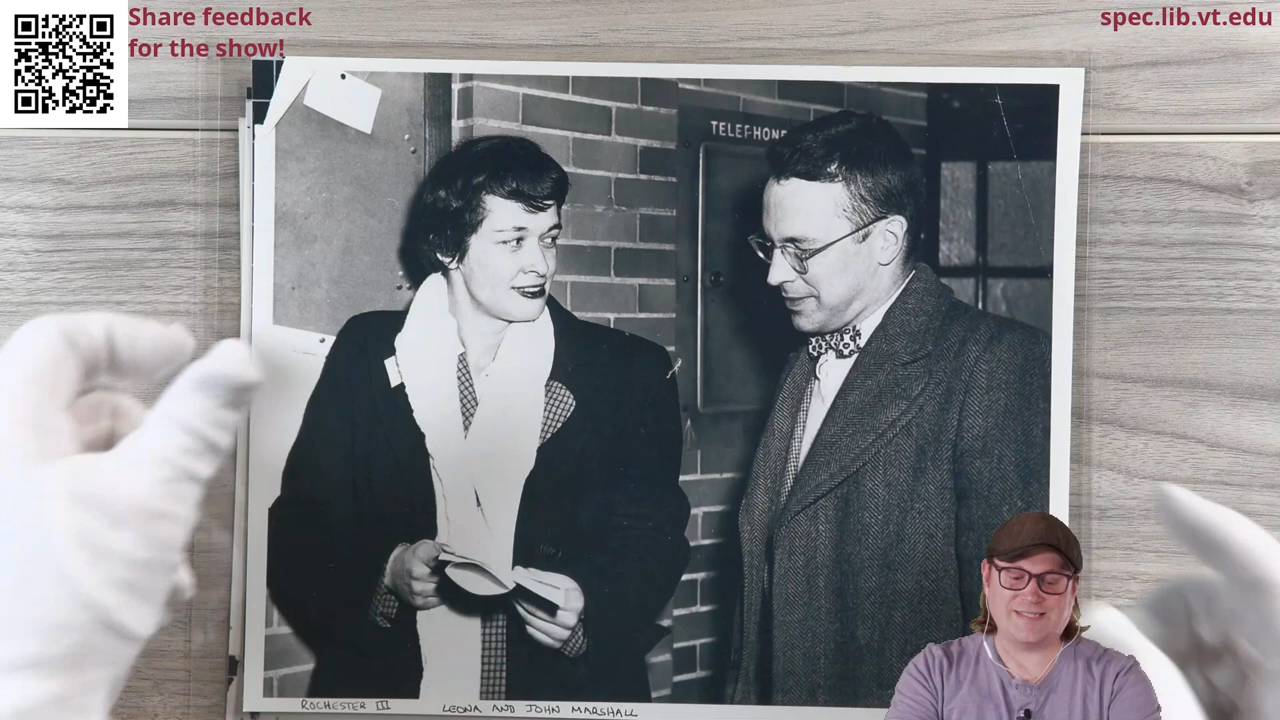 Share feedback
for the show!
spec.lib.vt.edu
TELEPHONE
ROCHESTER III
LEONA AND JOHN MARSHALL